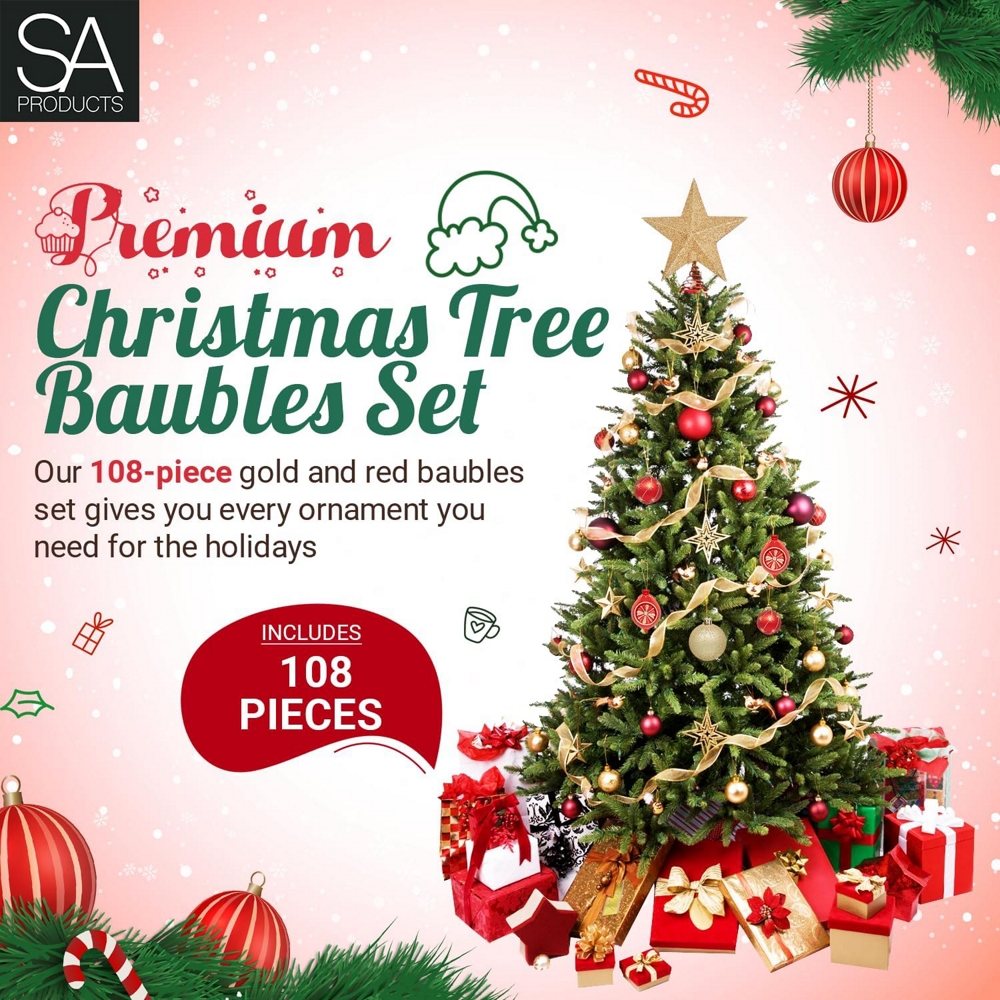 SA
PRODUCTS
Premium
Christmas Tree
Baubles Set
Our 108-piece gold and red baubles
set gives you every ornament you
need for the holidays
INCLUDES
108
PIECES